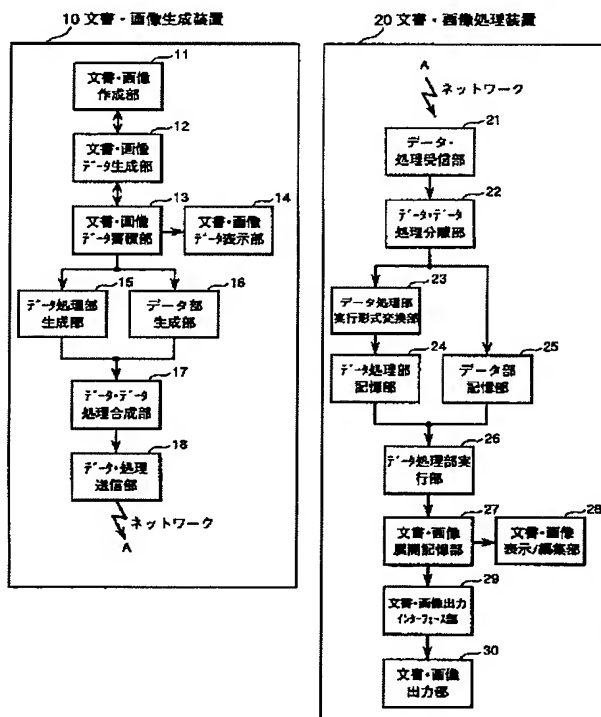 10 文書・画像生成装置
11
文書・画像
作成部
12
文書・画像
データ生成部
13
文書・画像
データ蓄積部
14
文書・画像
データ表示部
15
データ処理部
生成部
16
データ部
生成部
17
データ・データ
処理合成部
18
データ・処理
送信部
ネットワーク
A
20 文書・画像処理装置
A
ネットワーク
21
データ・
処理受信部
22
データ・データ
処理分離部
23
データ処理部
実行形式変換部
24
データ処理部
記憶部
25
データ部
記憶部
26
データ処理部実
行部
27
文書・画像
展開記憶部
28
文書・画像
表示/編集部
29
文書・画像出力
インターフェース部
30
文書・画像
出力部